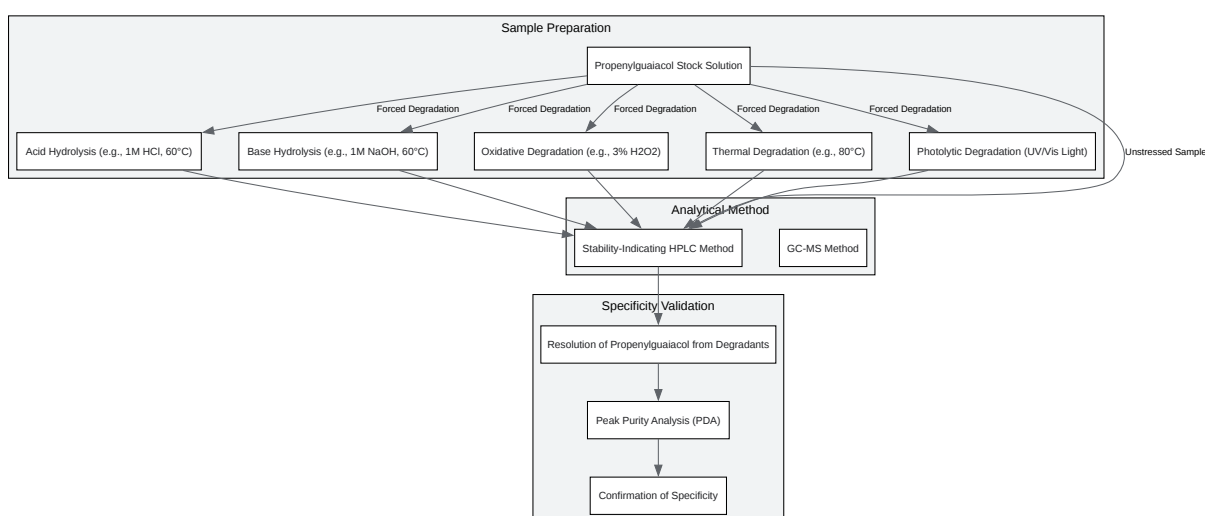 Sample Preparation
Propenylguaiacol Stock Solution
Forced Degradation
Forced Degradation
Forced Degradation
Forced Degradation
Forced Degradation
Acid Hydrolysis (e.g., 1M HCl, 60°C)
Base Hydrolysis (e.g., 1M NaOH, 60°C)
Oxidative Degradation (e.g., 3% H2O2)
Thermal Degradation (e.g., 80°C)
Photolytic Degradation (UV/Vis Light)
Unstressed Sample
Analytical Method
Stability-Indicating HPLC Method
GC-MS Method
Specificity Validation
Resolution of Propenylguaiacol from Degradants
Peak Purity Analysis (PDA)
Confirmation of Specificity